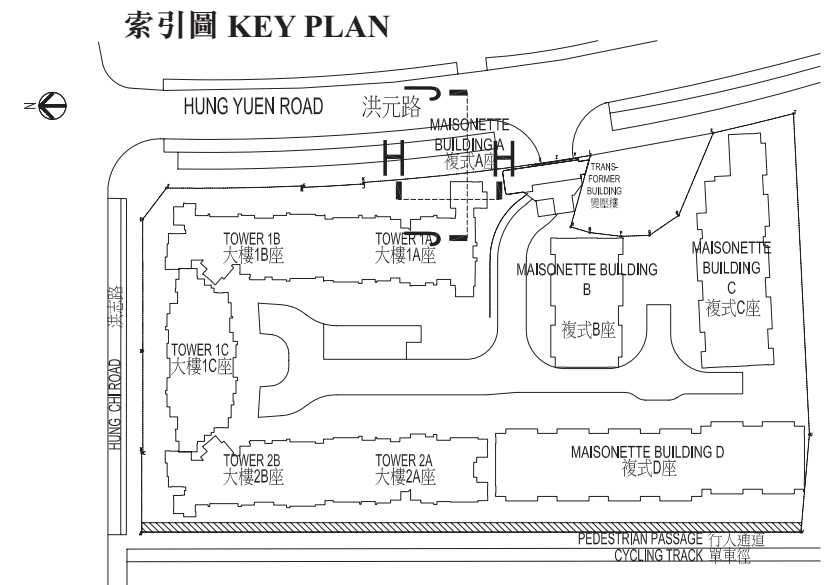 索引圖 KEY PLAN
N
HUNG YUEN ROAD 洪元路
MAISONETTE
BUILDING A
複式A座
H H
TRANS-
FORMER
BUILDING
變壓樓
TOWER 1B
大樓1B座
TOWER 1A
大樓1A座
J
J
MAISONETTE BUILDING
B
複式B座
MAISONETTE
BUILDING
C
複式C座
HUNG CHI ROAD 洪志路
TOWER 1C
大樓1C座
TOWER 2B
大樓2B座
TOWER 2A
大樓2A座
MAISONETTE BUILDING D
複式D座
PEDESTRIAN PASSAGE 行人通道
CYCLING TRACK 單車徑